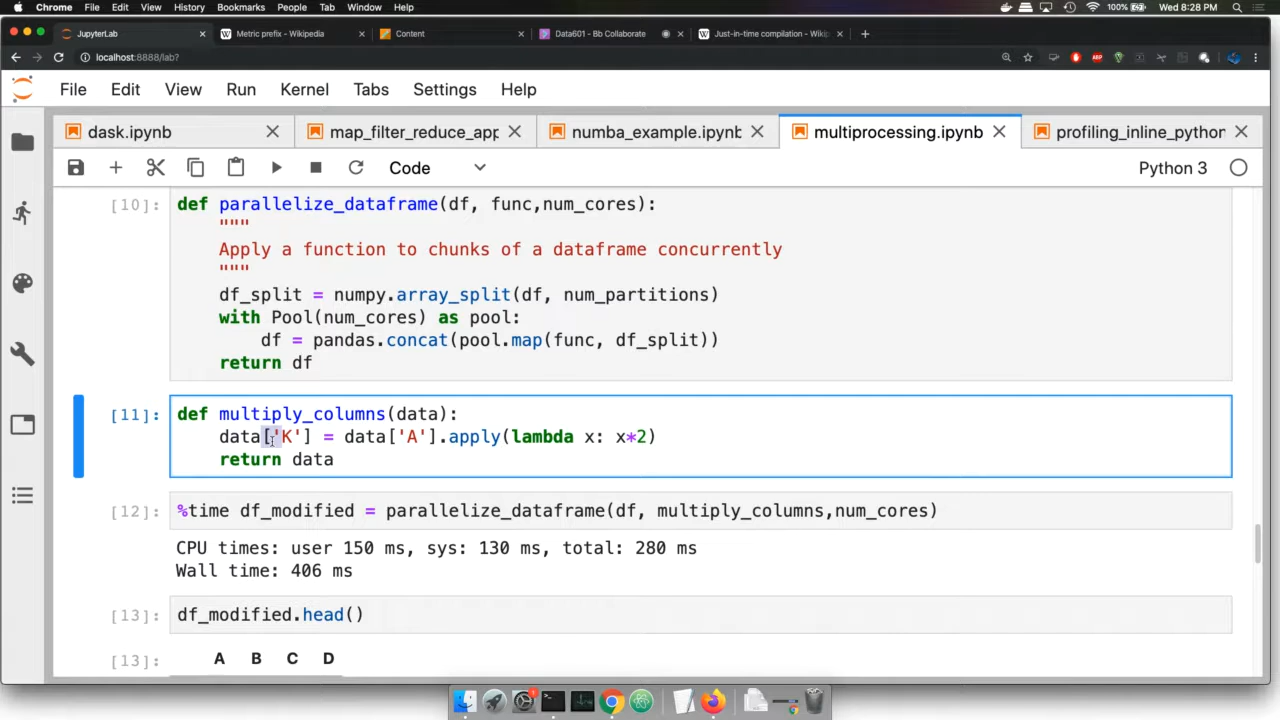 Chrome File Edit View History Bookmarks People Tab Window Help 100% Wed 8:28 PM
JupyterLab Metric prefix - Wikipedia Content Data601 - Bb Collaborate Just-in-time compilation - Wiki
localhost:8888/lab?
File Edit View Run Kernel Tabs Settings Help
dask.ipynb map_filter_reduce_app numba_example.ipynb multiprocessing.ipynb profiling_inline_python
Code Python 3
[10]: def parallelize_dataframe(df, func,num_cores):
"""
Apply a function to chunks of a dataframe concurrently
"""
df_split = numpy.array_split(df, num_partitions)
with Pool(num_cores) as pool:
df = pandas.concat(pool.map(func, df_split))
return df
[11]: def multiply_columns(data):
data['K'] = data['A'].apply(lambda x: x*2)
return data
[12]: %time df_modified = parallelize_dataframe(df, multiply_columns,num_cores)
CPU times: user 150 ms, sys: 130 ms, total: 280 ms
Wall time: 406 ms
[13]: df_modified.head()
[13]: A B C D